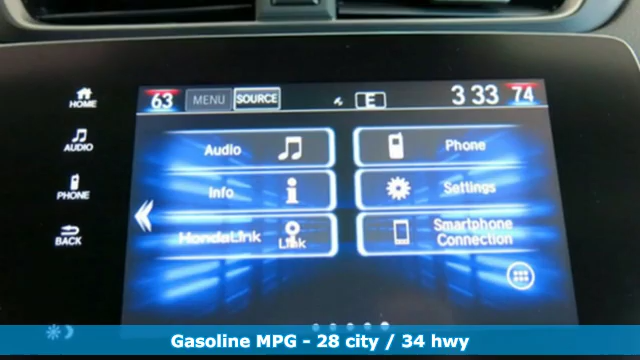 63 MENU SOURCE E 3 33 74
HOME
AUDIO
PHONE
BACK
Audio
Phone
Info
Settings
HondaLink
Link
Smartphone
Connection
Gasoline MPG - 28 city / 34 hwy